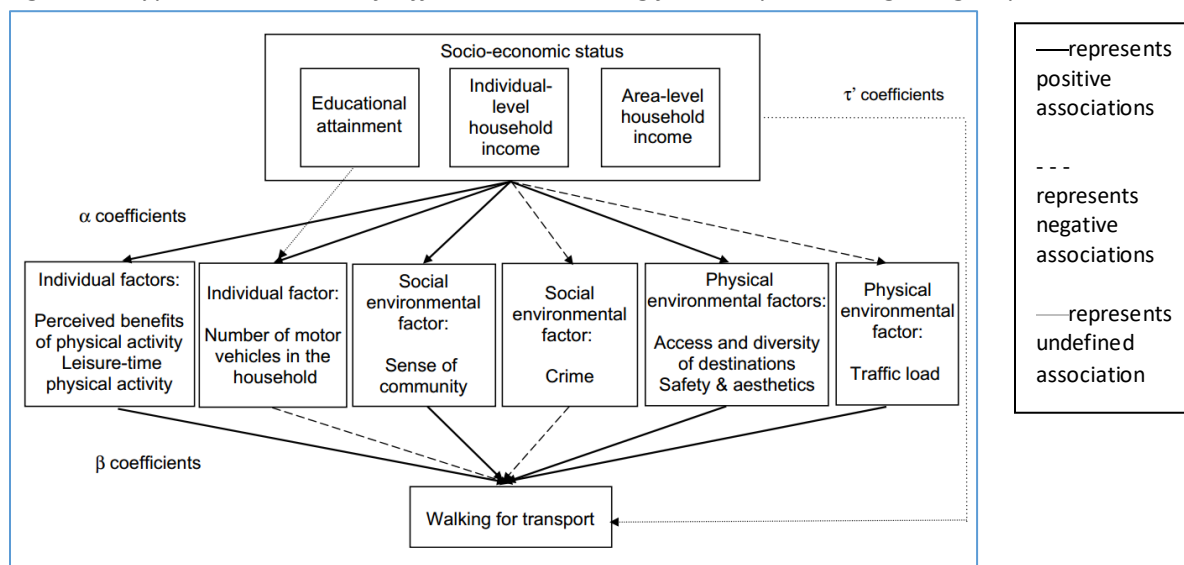 Socio-economic status
Educational
attainment
Individual-
level
household
income
Area-level
household
income
τ' coefficients
α coefficients
Individual factors:
Perceived benefits
of physical activity
Leisure-time
physical activity
Individual factor:
Number of motor
vehicles in the
household
Social
environmental
factor:
Sense of
community
Social
environmental
factor:
Crime
Physical
environmental factors:
Access and diversity
of destinations
Safety & aesthetics
Physical
environmental
factor:
Traffic load
β coefficients
Walking for transport
represents
positive
associations
- - -
represents
negative
associations
represents
undefined
association